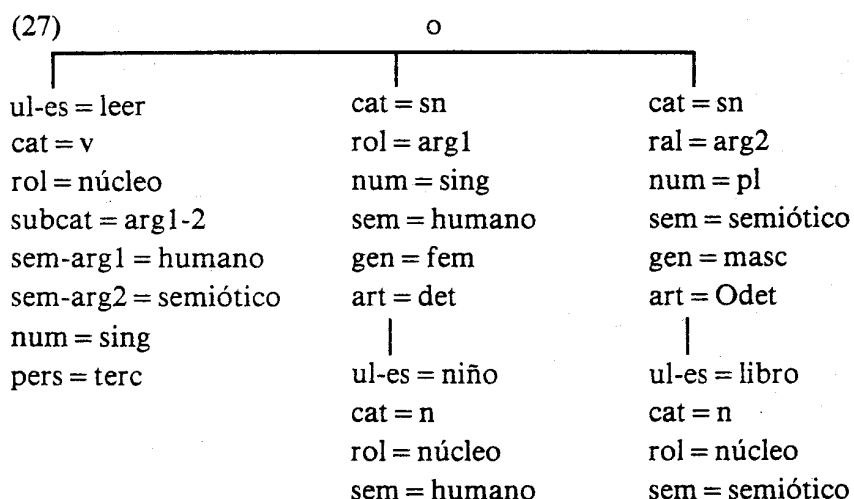 (27) o
ul-es = leer cat = sn cat = sn
cat = v rol = arg1 ral = arg2
rol = núcleo num = sing num = pl
subcat = arg1-2 sem = humano sem = semiótico
sem-arg1 = humano gen = fem gen = masc
sem-arg2 = semiótico art = det art = Odet
num = sing
pers = terc ul-es = niño ul-es = libro
cat = n cat = n
rol = núcleo rol = núcleo
sem = humano sem = semiótico